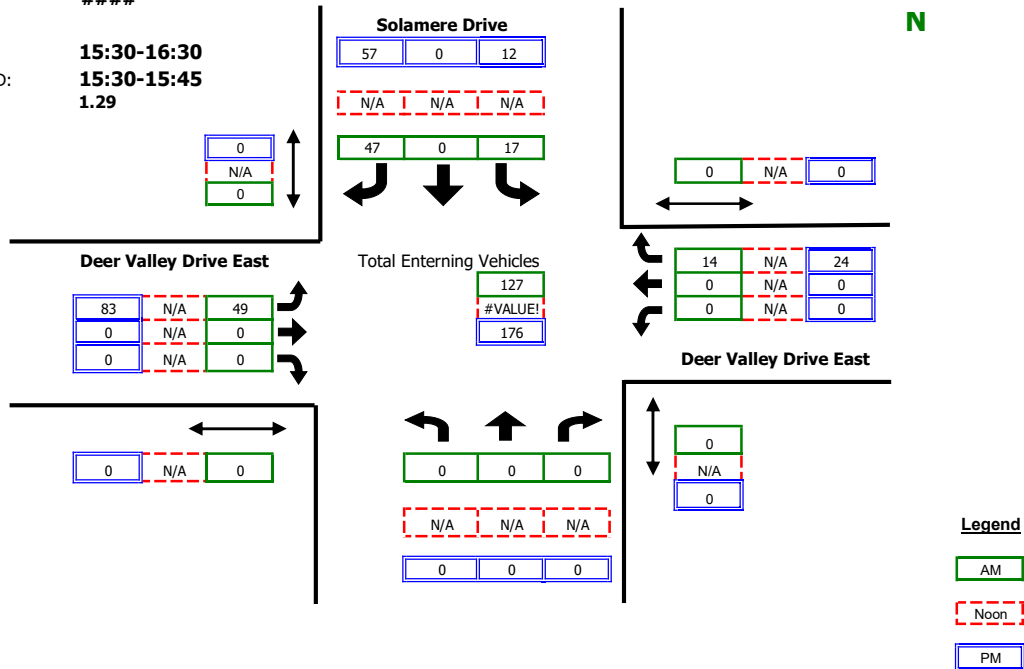 ####
N
Solamere Drive
15:30-16:30
57 0 12
15:30-15:45
1.29
N/A N/A N/A
0
47 0 17
N/A
0 N/A 0
0
Deer Valley Drive East
Total Enterning Vehicles
14 N/A 24
127
0 N/A 0
83 N/A 49
#VALUE!
0 N/A 0
0 N/A 0
176
0 N/A 0
Deer Valley Drive East
0
0 N/A 0
0 0 0
N/A
0
N/A N/A N/A
Legend
AM
0 0 0
Noon
PM